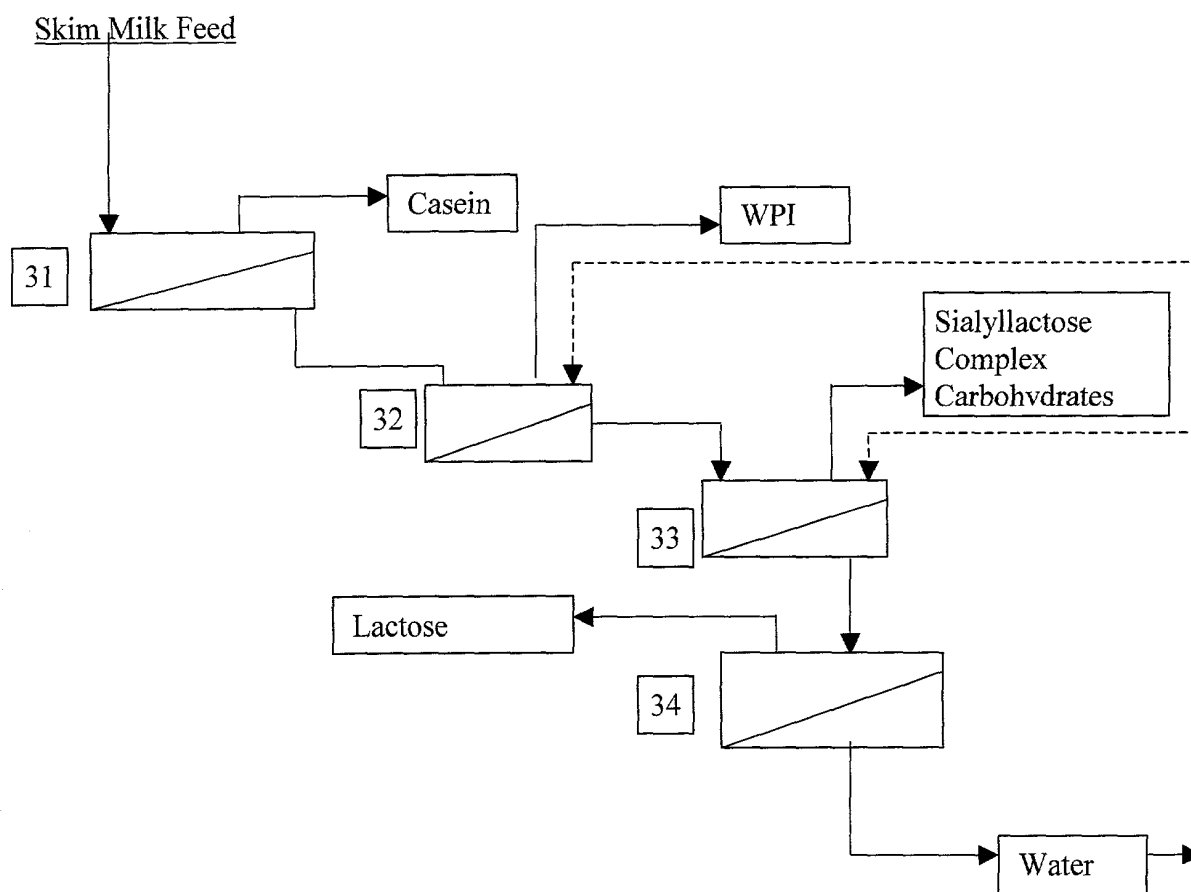 Skim Milk Feed
Casein
WPI
31
Sialyllactose
Complex
Carbohvdrates
32
33
Lactose
34
Water